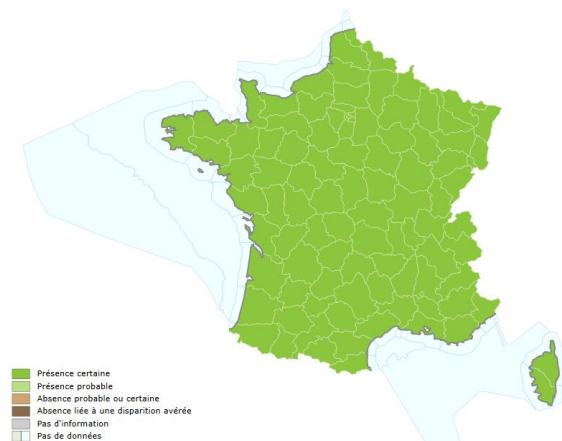 Présence certaine
Présence probable
Absence probable ou certaine
Absence liée à une disparition avérée
Pas d'information
Pas de données